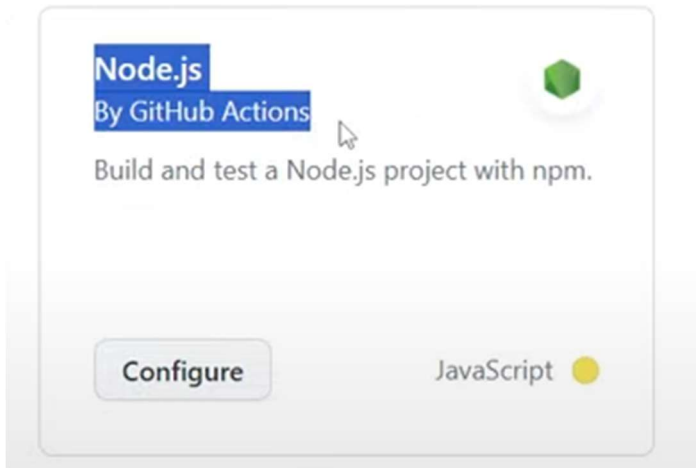 Node.js
By GitHub Actions
Build and test a Node.js project with npm.
Configure
JavaScript